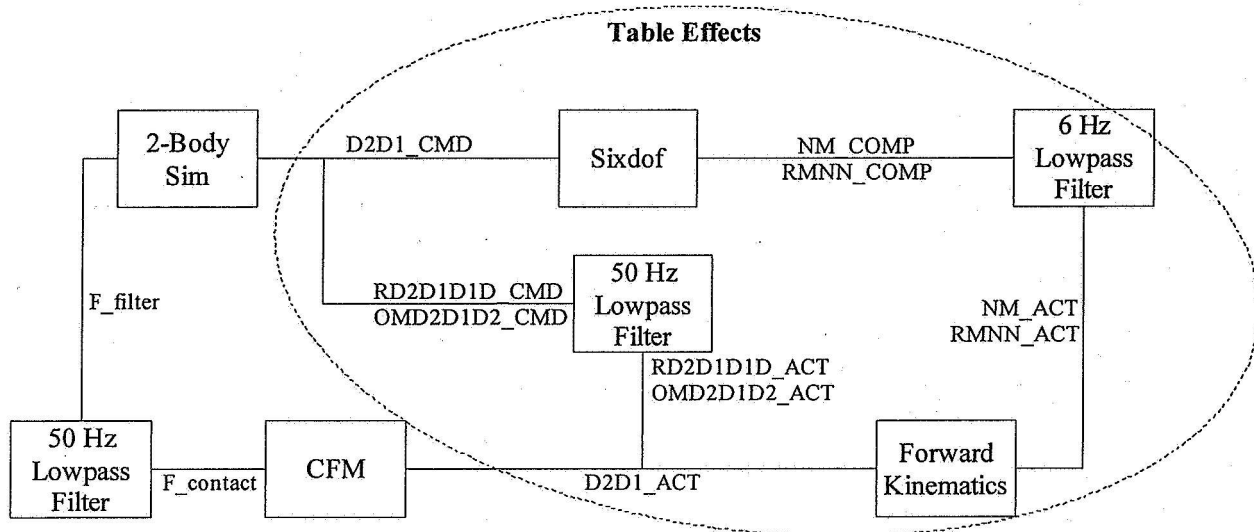 Table Effects
2-Body
Sim
D2D1_CMD
Sixdof
NM_COMP
RMNN_COMP
6 Hz
Lowpass
Filter
F_filter
RD2D1D1D_CMD
OMD2D1D2_CMD
50 Hz
Lowpass
Filter
NM_ACT
RMNN_ACT
RD2D1D1D_ACT
OMD2D1D2_ACT
50 Hz
Lowpass
Filter
F_contact
CFM
D2D1_ACT
Forward
Kinematics